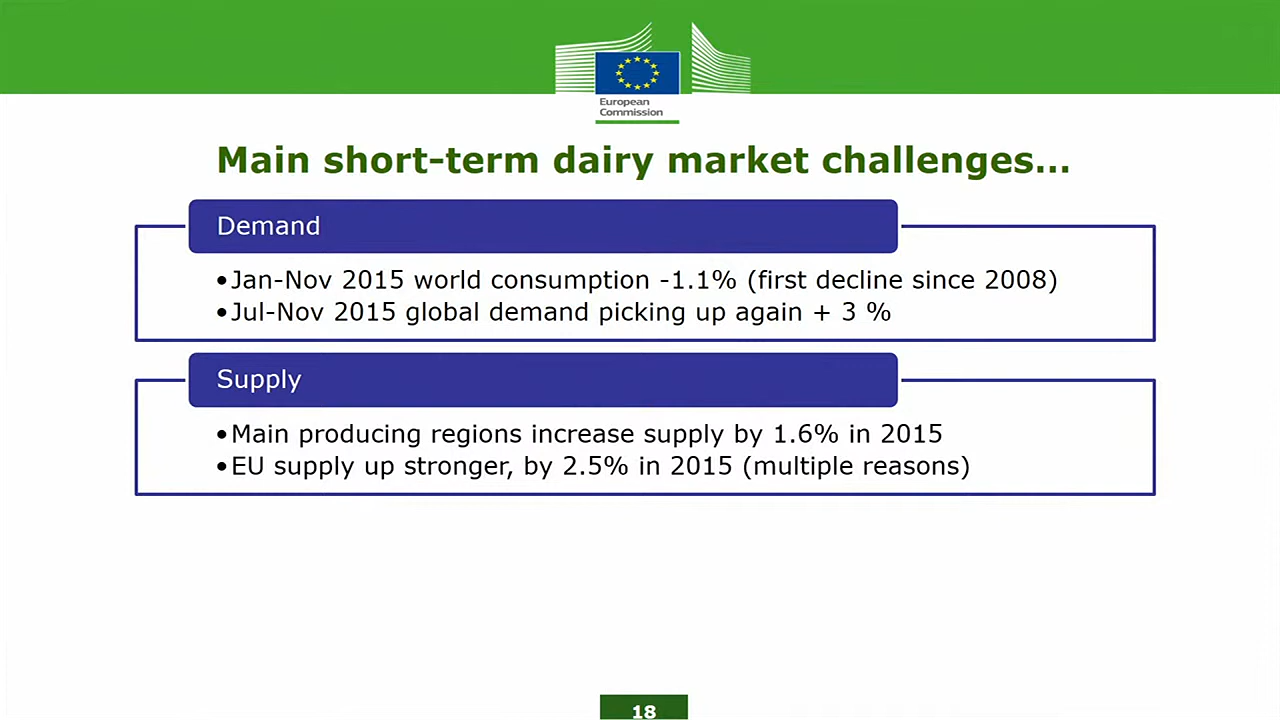 European
Commission
Main short-term dairy market challenges...
Demand
•Jan-Nov 2015 world consumption -1.1% (first decline since 2008)
•Jul-Nov 2015 global demand picking up again + 3 %
Supply
•Main producing regions increase supply by 1.6% in 2015
•EU supply up stronger, by 2.5% in 2015 (multiple reasons)
18